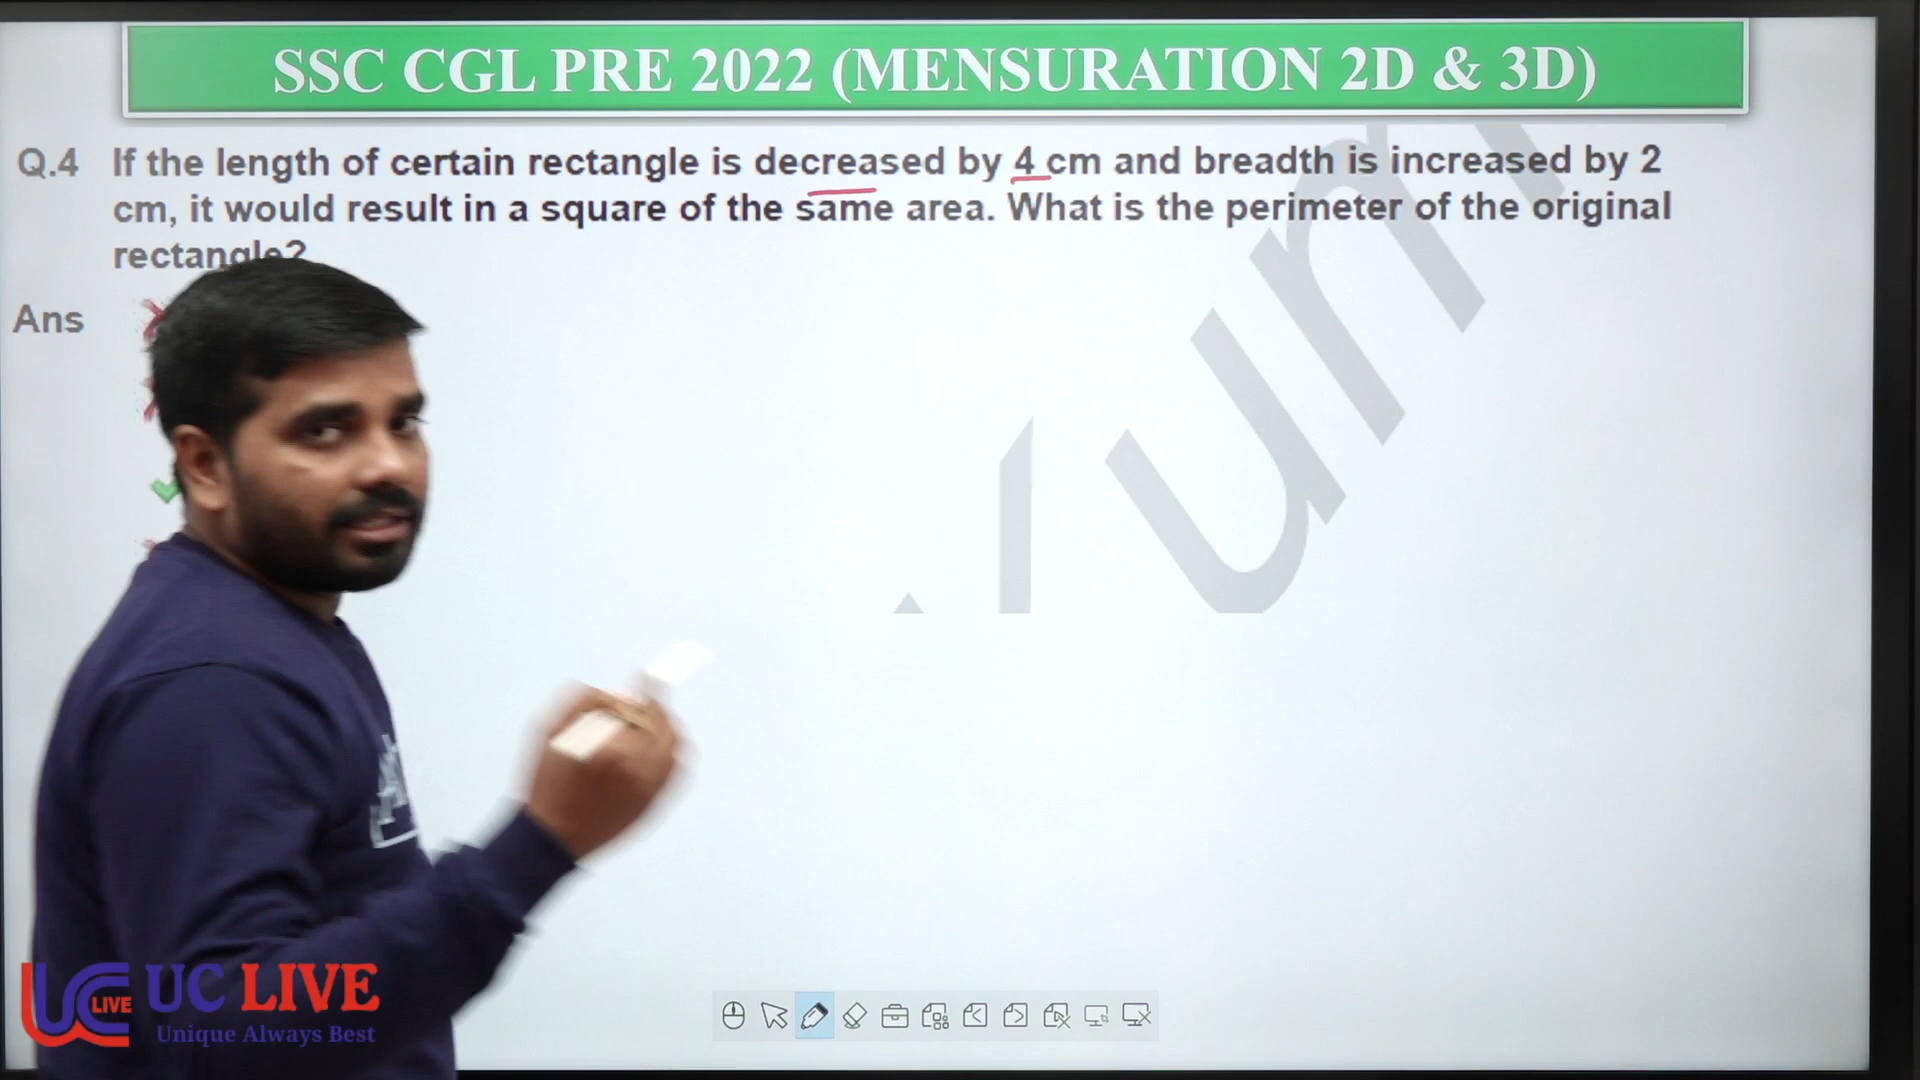 SSC CGL PRE 2022 (MENSURATION 2D & 3D)
Q.4 If the length of certain rectangle is decreased by 4 cm and breadth is increased by 2
cm, it would result in a square of the same area. What is the perimeter of the original
rectangle?
Ans
LIVE
UC LIVE
Unique Always Best